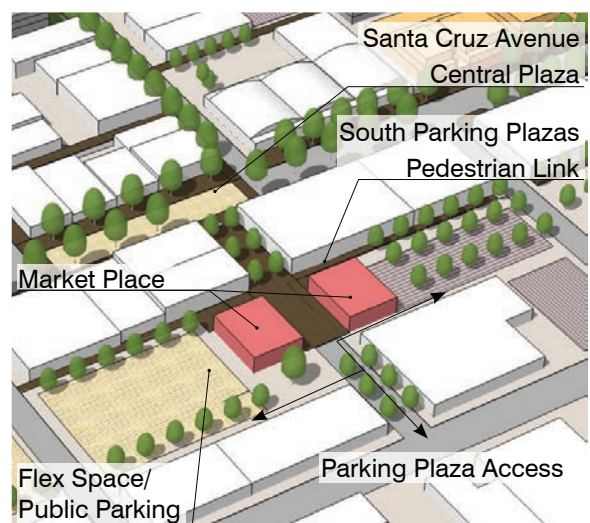 Santa Cruz Avenue
Central Plaza
South Parking Plazas
Pedestrian Link
Market Place
Parking Plaza Access
Flex Space/
Public Parking